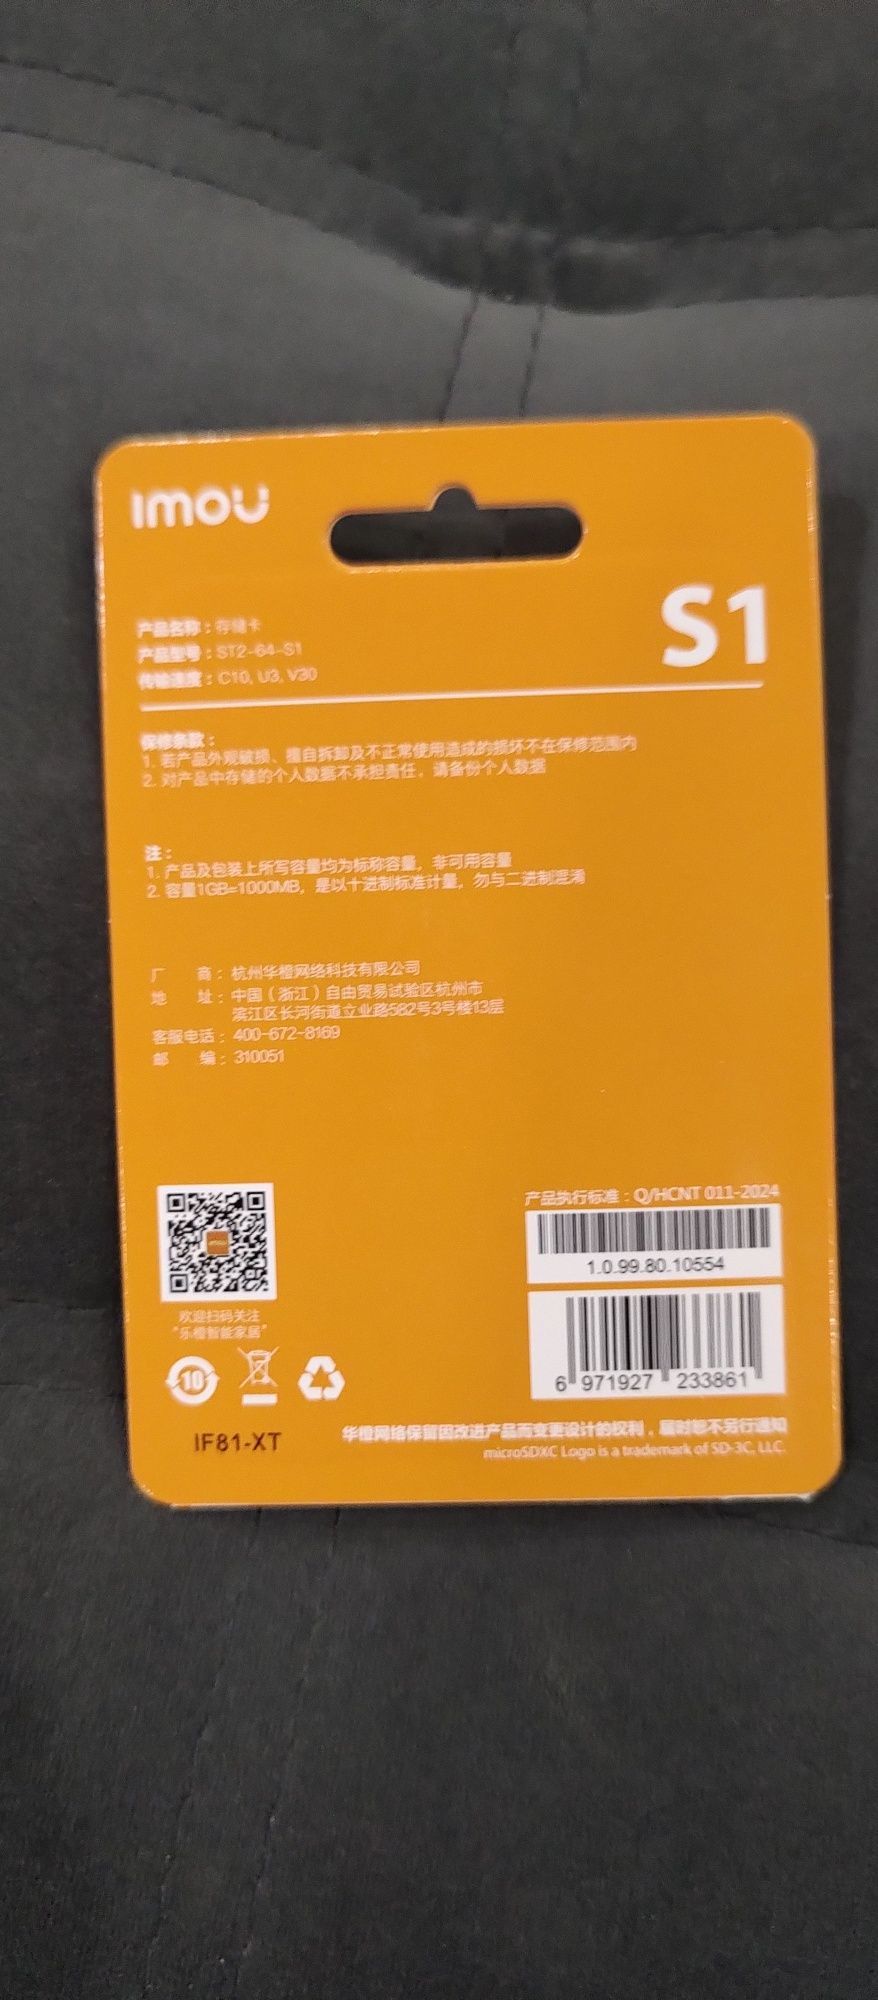 imou
S1
产品名称：存储卡
产品型号：ST2-64-S1
传输速度：C10, U3, V30
保修条款：
1. 若产品外观破损、擅自拆卸及不正常使用造成的损坏不在保修范围内
2. 对产品中存储的个人数据不承担责任，请备份个人数据
注：
1. 产品及包装上所写容量均为标称容量，非可用容量
2. 容量1GB=1000MB，是以十进制标准计量，勿与二进制混淆
厂 商：杭州华橙网络科技有限公司
地 址：中国（浙江）自由贸易试验区杭州市
滨江区长河街道立业路582号3号楼13层
客服电话：400-672-8169
邮 编：310051
产品执行标准：Q/HCNT 011-2024
1.0.99.80.10554
6 971927 233861
imou
欢迎扫码关注
“乐橙智能家居”
10
IF81-XT
华橙网络保留因改进产品而变更设计的权利，届时恕不另行通知
microSDXC Logo is a trademark of SD-3C, LLC.